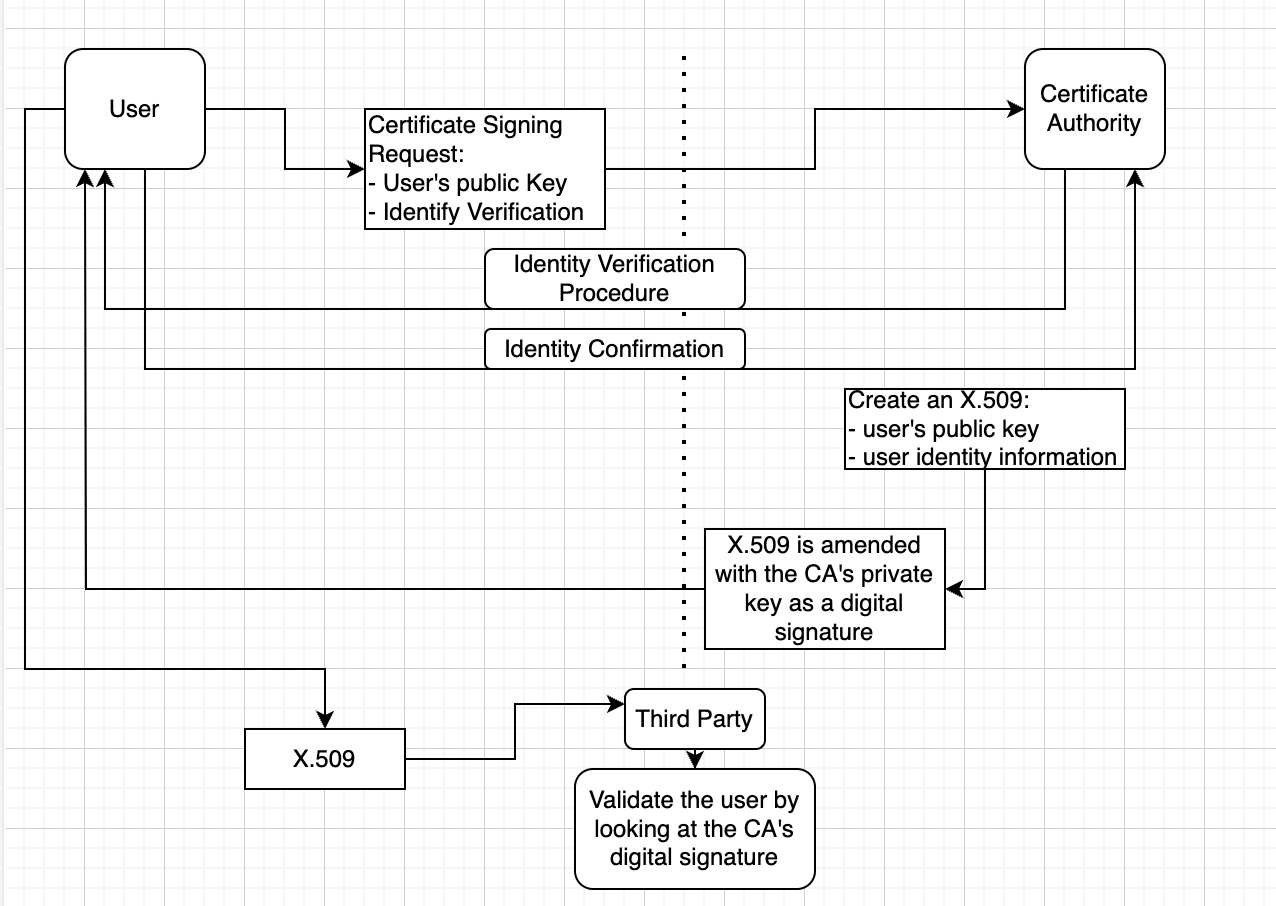 User
Certificate
Authority
Certificate Signing
Request:
- User's public Key
- Identify Verification
Identity Verification
Procedure
Identity Confirmation
Create an X.509:
- user's public key
- user identity information
X.509 is amended
with the CA's private
key as a digital
signature
Third Party
X.509
Validate the user by
looking at the CA's
digital signature